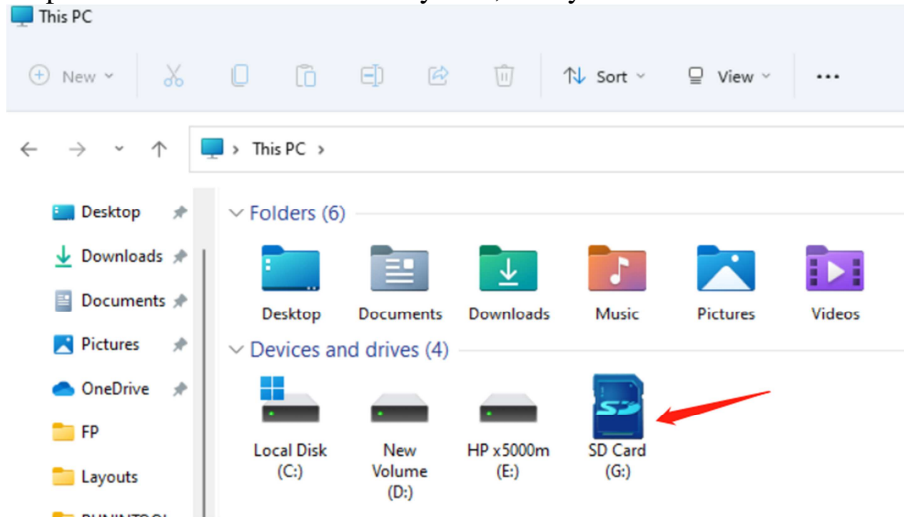 This PC
New
Sort
View
...
This PC
Desktop
Downloads
Documents
Pictures
OneDrive
FP
Layouts
Folders (6)
Desktop
Documents
Downloads
Music
Pictures
Videos
Devices and drives (4)
Local Disk
(C:)
New
Volume
(D:)
HP x5000m
(E:)
SD Card
(G:)